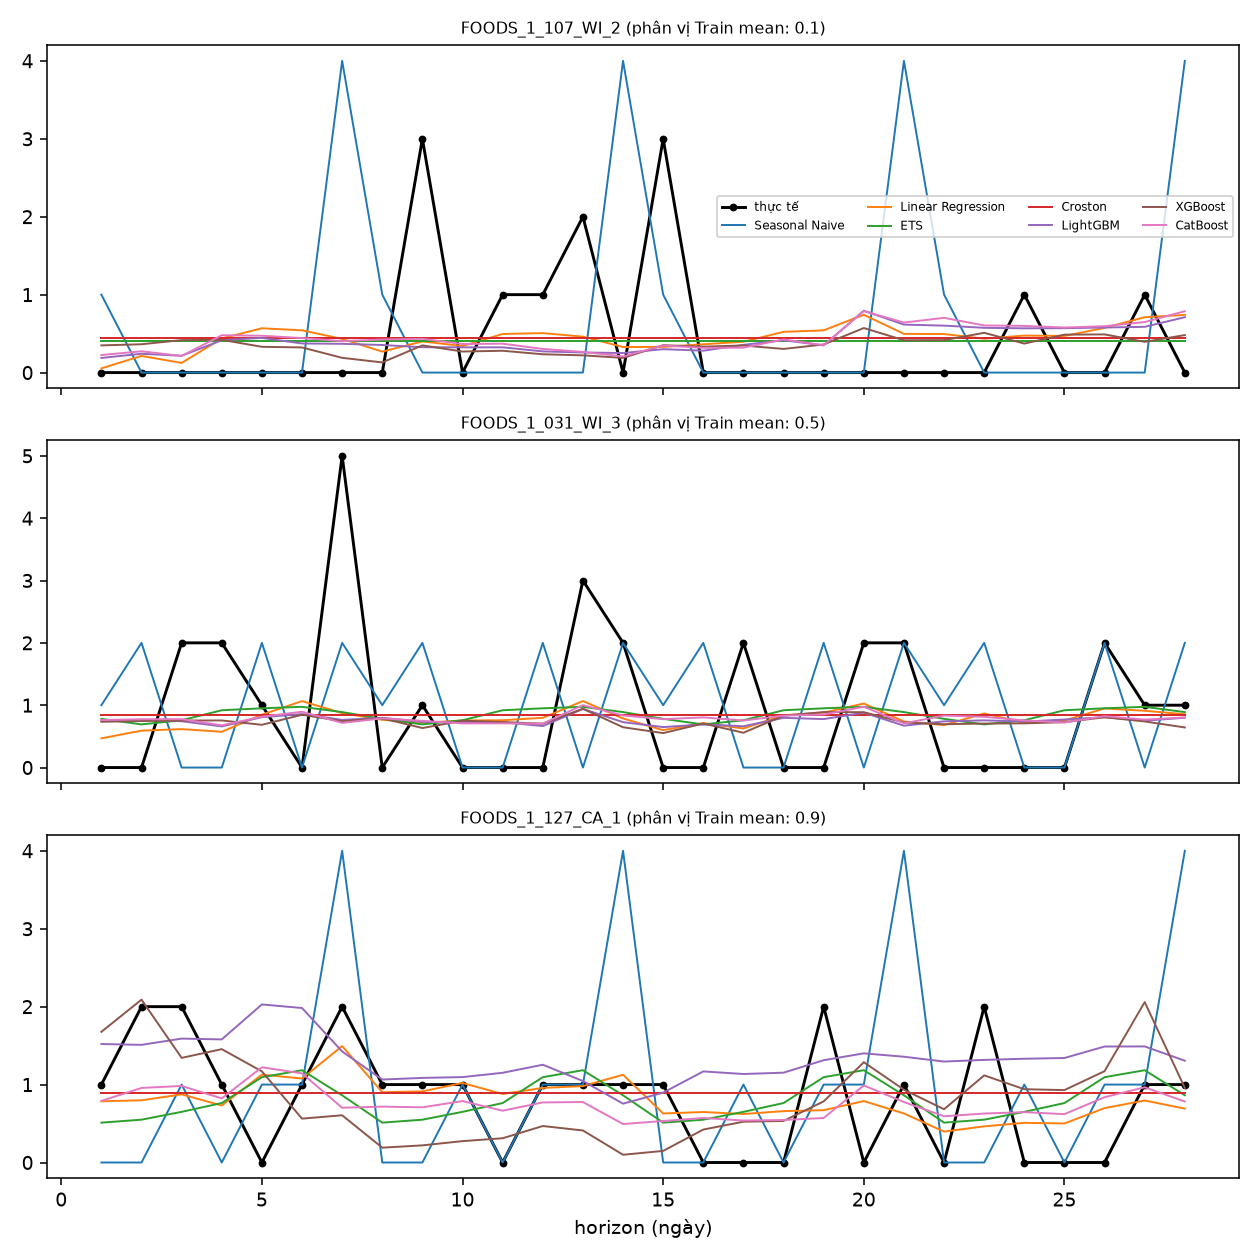 FOODS_1_107_WI_2 (phân vị Train mean: 0.1)
4
3
2
1
0
thực tế
Seasonal Naive
Linear Regression
ETS
Croston
LightGBM
XGBoost
CatBoost
FOODS_1_031_WI_3 (phân vị Train mean: 0.5)
5
4
3
2
1
0
FOODS_1_127_CA_1 (phân vị Train mean: 0.9)
4
3
2
1
0
0 5 10 15 20 25
horizon (ngày)